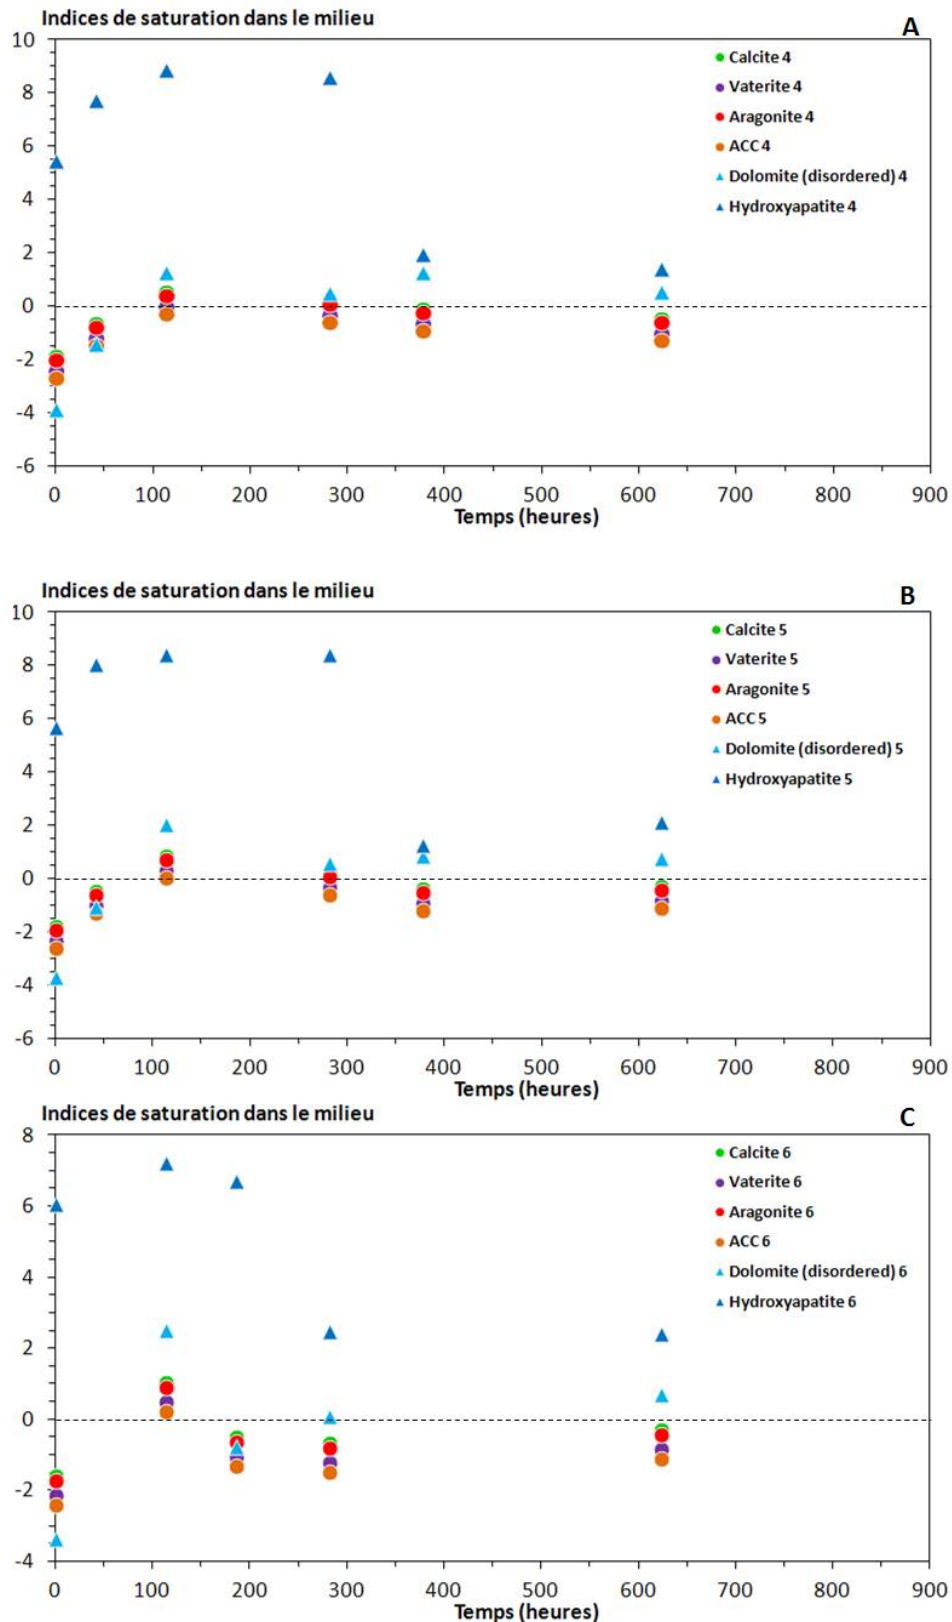 Indices de saturation dans le milieu
A
10
8
6
4
2
0
-2
-4
-6
Calcite 4
Vaterite 4
Aragonite 4
ACC 4
Dolomite (disordered) 4
Hydroxyapatite 4
0 100 200 300 400 500 600 700 800 900
Temps (heures)
Indices de saturation dans le milieu
B
10
8
6
4
2
0
-2
-4
-6
Calcite 5
Vaterite 5
Aragonite 5
ACC 5
Dolomite (disordered) 5
Hydroxyapatite 5
0 100 200 300 400 500 600 700 800 900
Temps (heures)
Indices de saturation dans le milieu
C
8
6
4
2
0
-2
-4
Calcite 6
Vaterite 6
Aragonite 6
ACC 6
Dolomite (disordered) 6
Hydroxyapatite 6
0 100 200 300 400 500 600 700 800 900
Temps (heures)